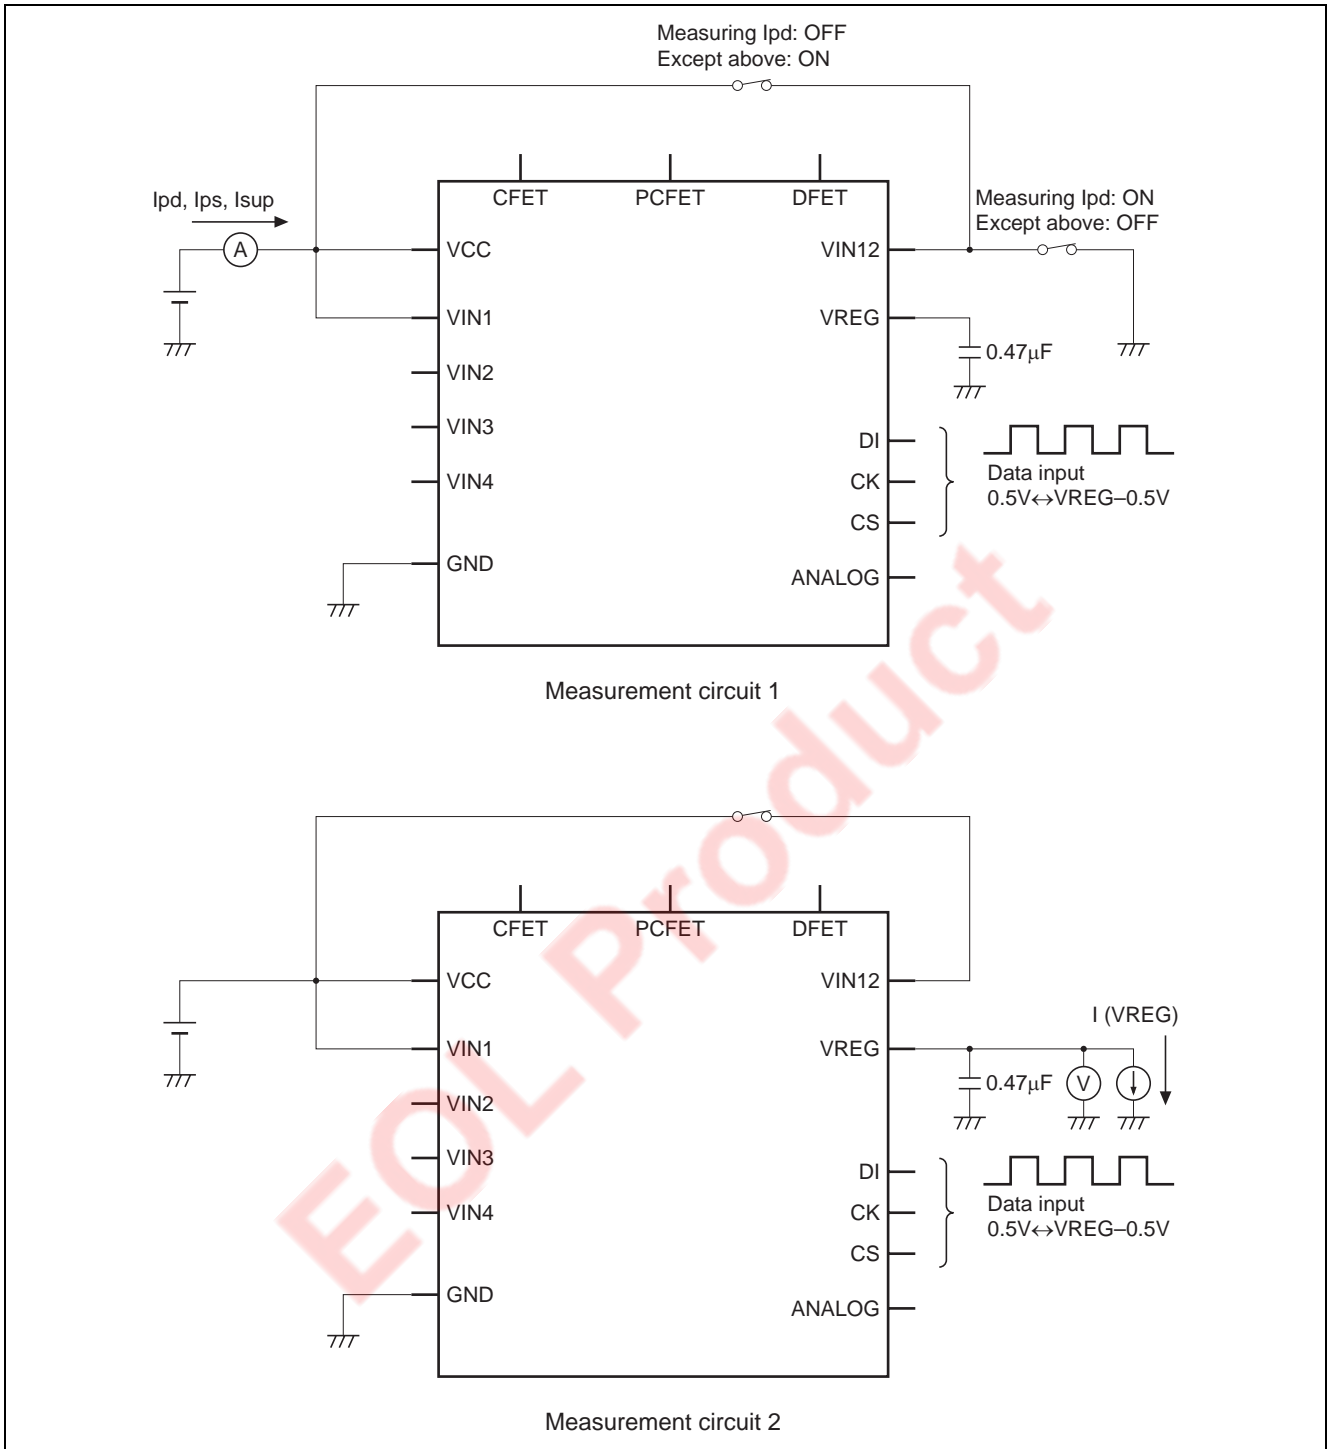 Measuring Ipd: OFF
Except above: ON
Ipd, Ips, Isup
A
CFET
PCFET
DFET
Measuring Ipd: ON
Except above: OFF
VCC
VIN12
VIN1
VREG
0.47μF
VIN2
VIN3
DI
VIN4
CK
CS
Data input
0.5V↔VREG–0.5V
GND
ANALOG
Measurement circuit 1
CFET
PCFET
DFET
VCC
VIN12
I (VREG)
VIN1
VREG
0.47μF
V
VIN2
VIN3
DI
VIN4
CK
CS
Data input
0.5V↔VREG–0.5V
GND
ANALOG
Measurement circuit 2
EOL Product